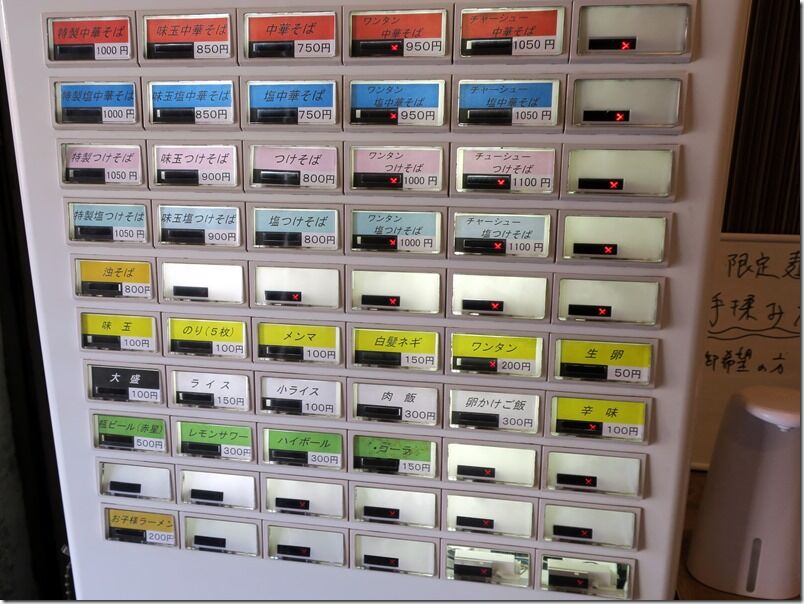 特製中華そば 1000円
味玉中華そば 850円
中華そば 750円
ワンタン
中華そば 950円
チャーシュー
中華そば 1050円
特製塩中華そば 1000円
味玉塩中華そば 850円
塩中華そば 750円
ワンタン
塩中華そば 950円
チャーシュー
塩中華そば 1050円
特製つけそば 1050円
味玉つけそば 900円
つけそば 800円
ワンタン
つけそば 1000円
チューシュー
つけそば 1100円
特製塩つけそば 1050円
味玉塩つけそば 900円
塩つけそば 800円
ワンタン
塩つけそば 1000円
チャーシュー
塩つけそば 1100円
濁そば 800円
味玉 100円
のり(5枚) 100円
メンマ 100円
白髪ネギ 150円
ワンタン 200円
生卵 50円
大盛 100円
ライス 150円
小ライス 100円
肉飯 300円
卵かけご飯 300円
辛味 100円
瓶ビール(赤星) 500円
レモンサワー 300円
ハイボール 300円
コーラ 150円
お子様ラーメン 200円
限定麺
手揉み
御希望の方